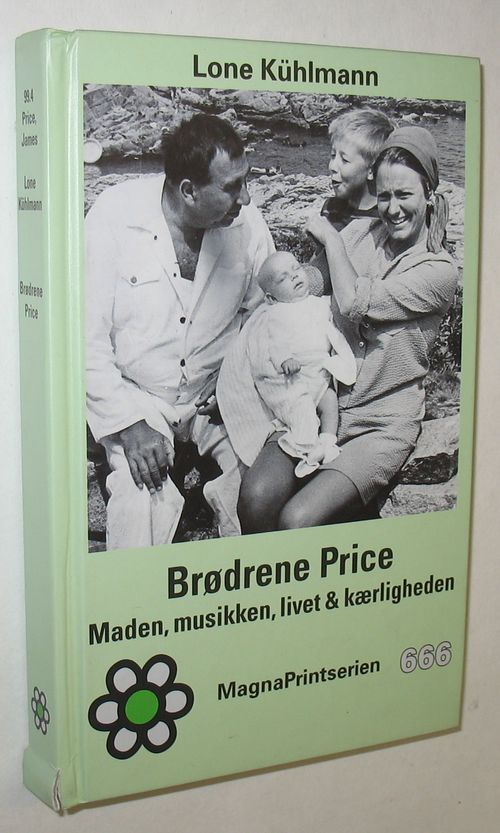 Lone Kühlmann
99.4
Price,
James
Lone
Kühlmann
Brødrene
Price
Brødrene Price
Maden, musikken, livet & kærligheden
MagnaPrintserien 666